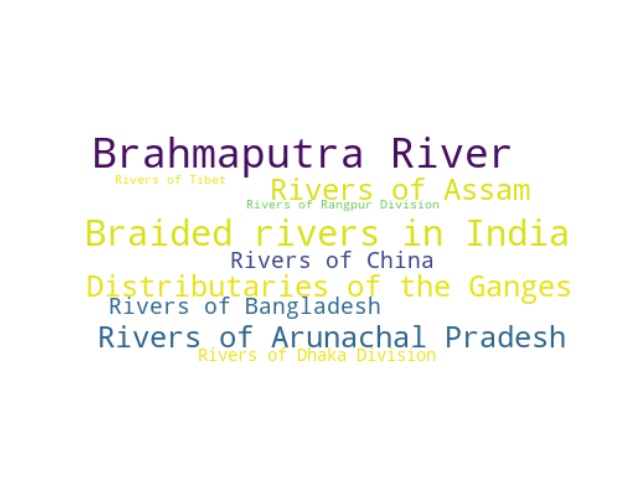 Brahmaputra River
Rivers of Tibet
Rivers of Assam
Rivers of Rangpur Division
Braided rivers in India
Rivers of China
Distributaries of the Ganges
Rivers of Bangladesh
Rivers of Arunachal Pradesh
Rivers of Dhaka Division